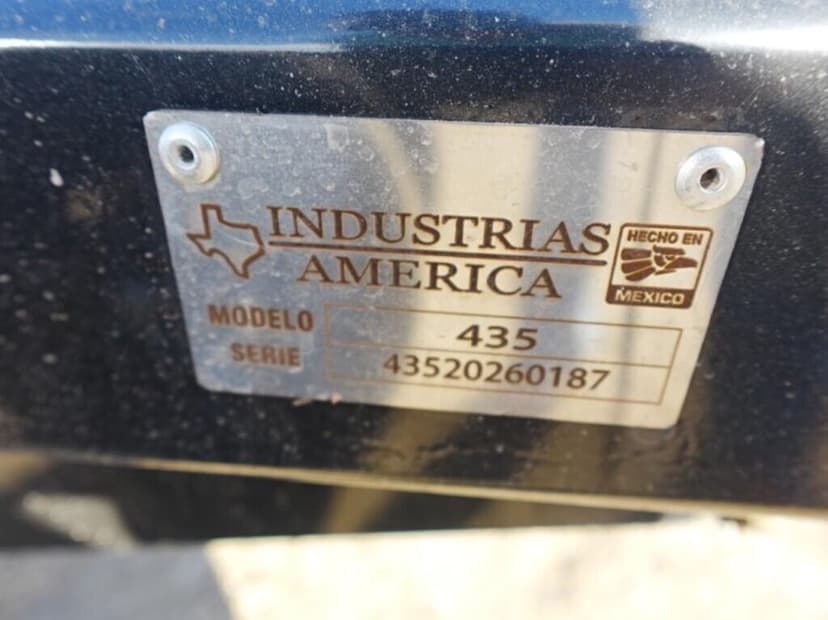 INDUSTRIAS
AMERICA
HECHO EN
MEXICO
MODELO 435
SERIE 43520260187